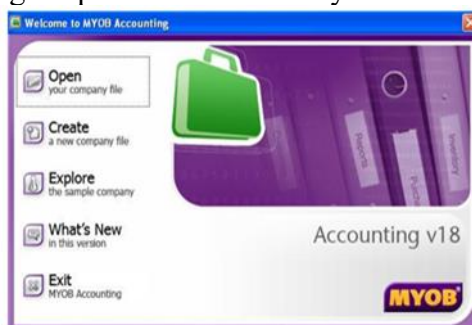 Welcome to MYOB Accounting
Open
your company file
Create
a new company file
Explore
the sample company
What's New
in this version
Exit
MYOB Accounting
Reports
Inventory
Accounting v18
MYOB